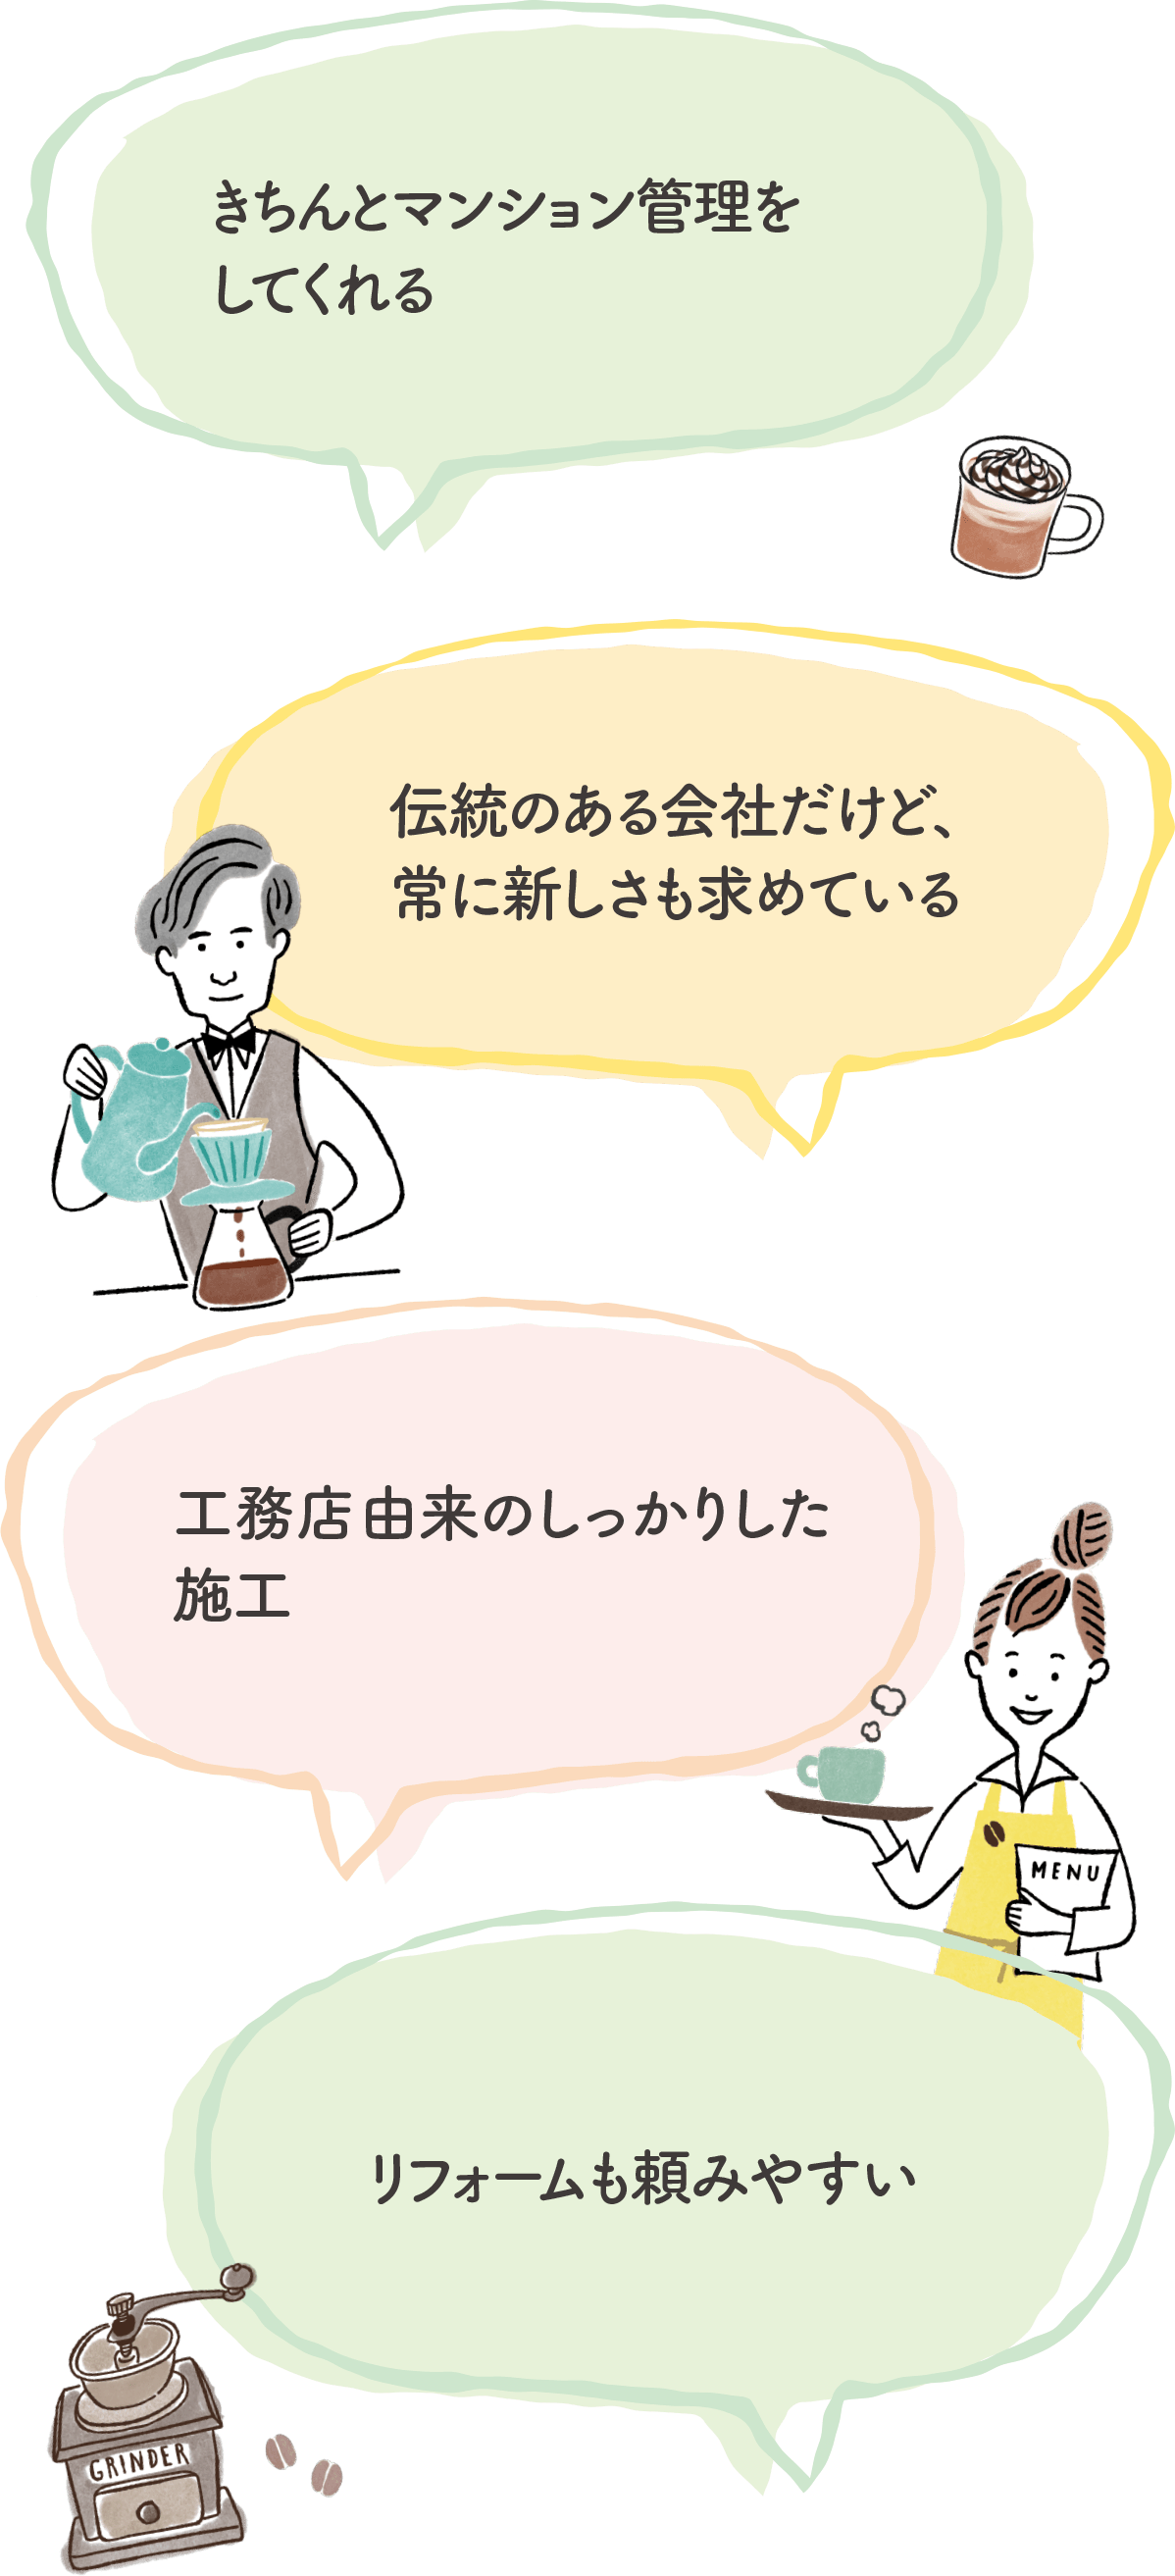 きちんとマンション管理を
してくれる
伝統のある会社だけど、
常に新しさも求めている
工務店由来のしっかりした
施工
MENU
リフォームも頼みやすい
GRINDER